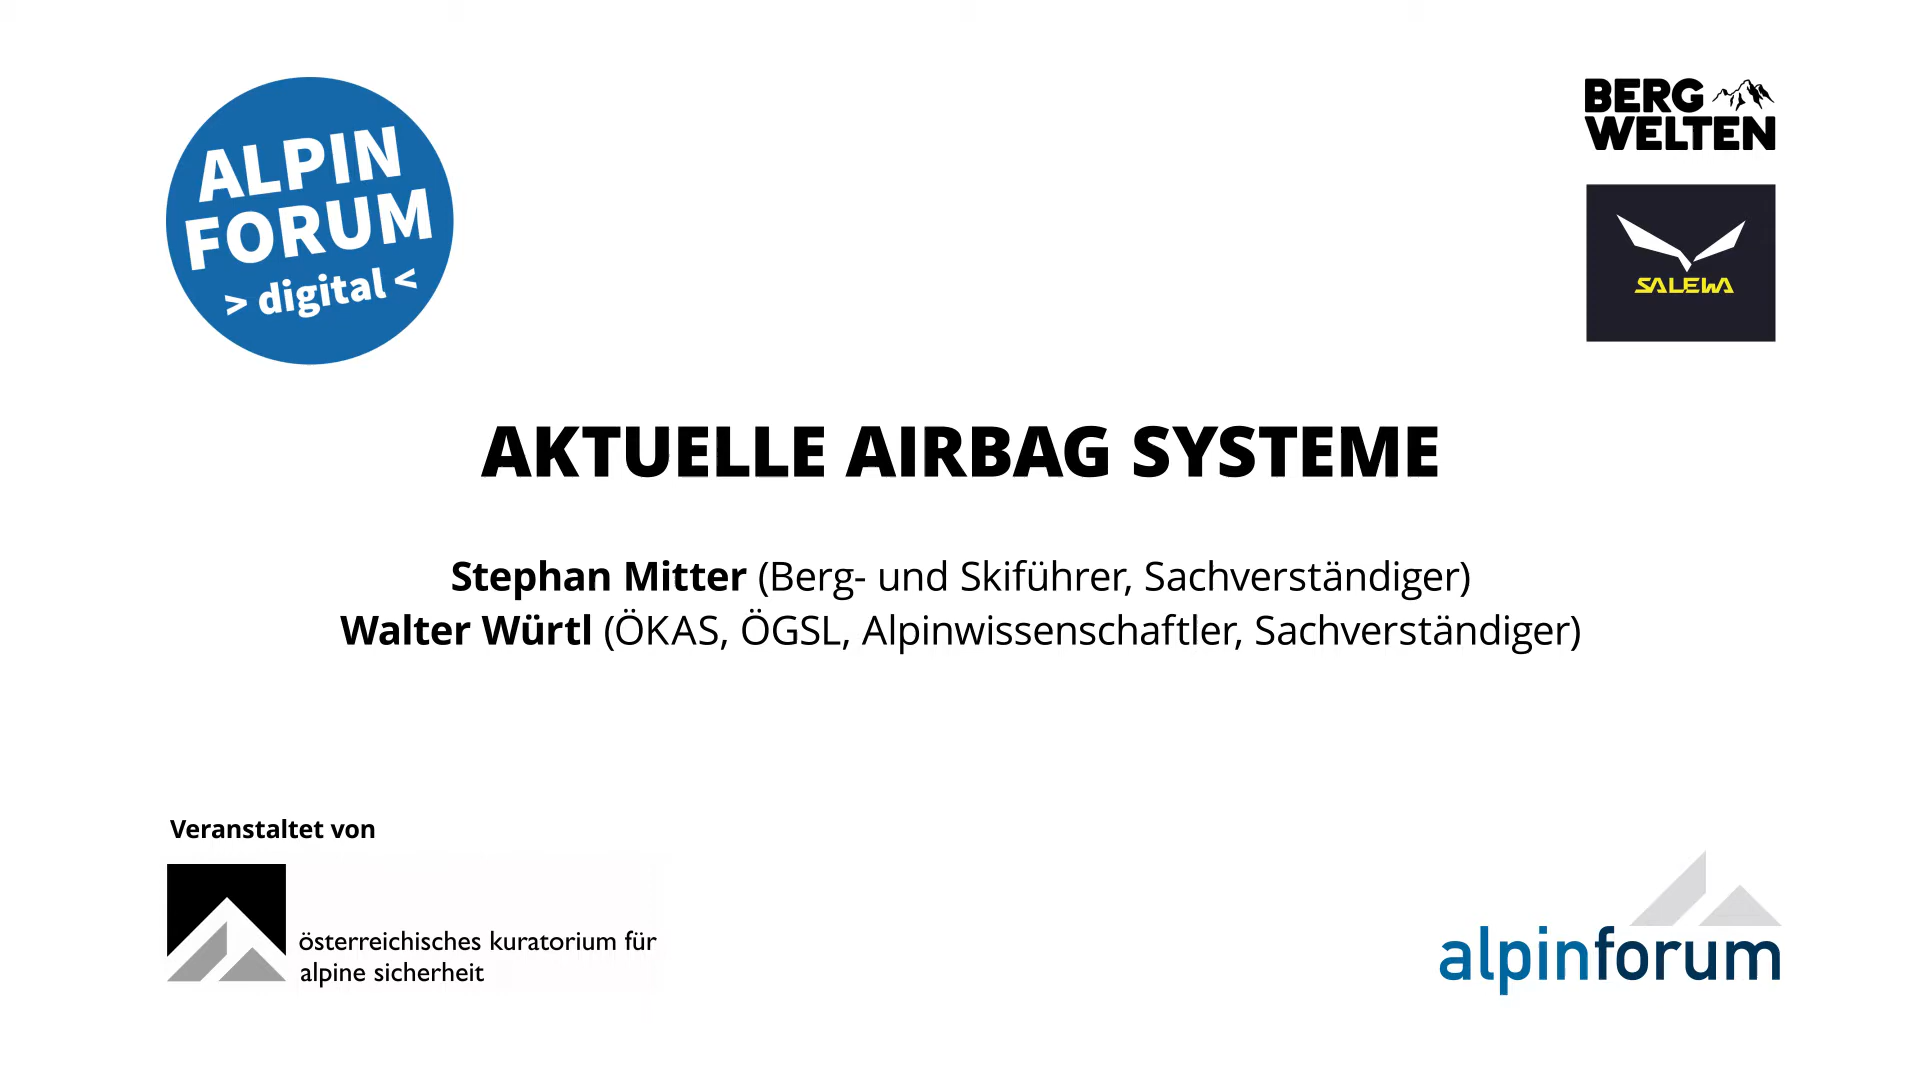 ALPIN
FORUM
> digital <
BERG
WELTEN
SALEWA
AKTUELLE AIRBAG SYSTEME
Stephan Mitter (Berg- und Skiführer, Sachverständiger)
Walter Würtl (ÖKAS, ÖGSL, Alpinwissenschaftler, Sachverständiger)
Veranstaltet von
österreichisches kuratorium für
alpine sicherheit
alpinforum